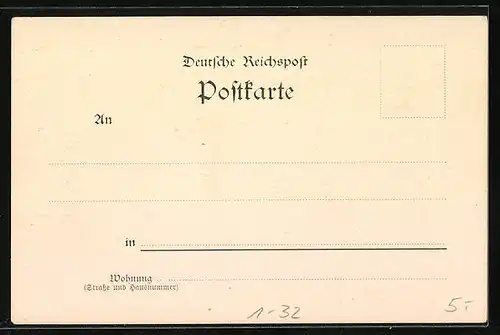 Deutſche Reichspoſt
Poſtkarte
An
in
Wohnung
(Straße und Hausnummer)
1-32
5.-